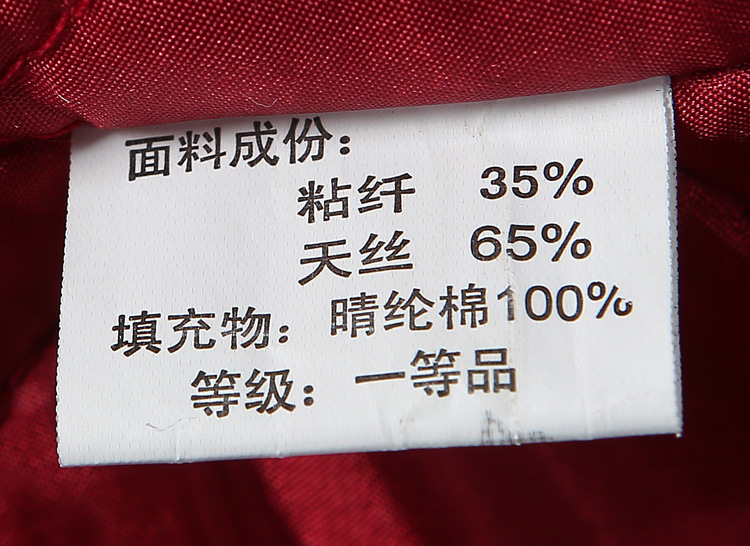 面料成份：
粘纤 35%
天丝 65%
填充物：晴纶棉100%
等级：一等品